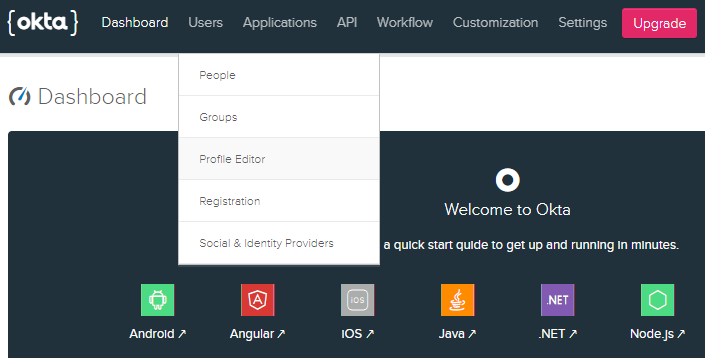 {okta} Dashboard Users Applications API Workflow Customization Settings Upgrade
People
Dashboard
Groups
Profile Editor
Registration
Welcome to Okta
Social & Identity Providers
a quick start guide to get up and running in minutes.
iOS .NET
Android ↗ Angular ↗ iOS ↗ Java ↗ .NET ↗ Node.js ↗